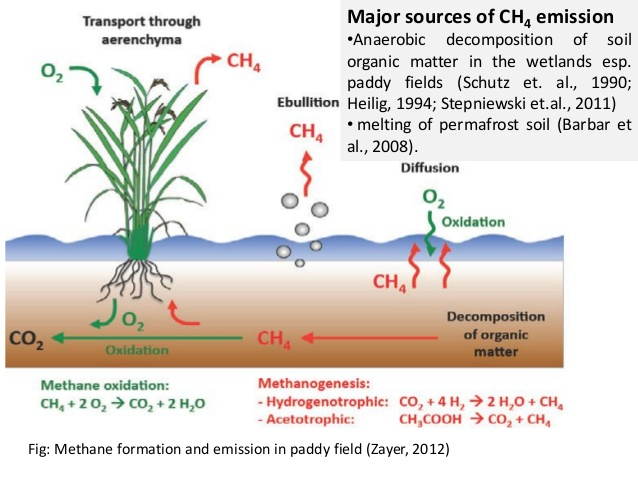 Major sources of CH₄ emission
•Anaerobic decomposition of soil
organic matter in the wetlands esp.
paddy fields (Schutz et. al., 1990;
Heilig, 1994; Stepniewski et.al., 2011)
• melting of permafrost soil (Barbar et
al., 2008).
Transport through
aerenchyma
O₂
CH₄
Ebullition
CH₄
Diffusion
O₂
Oxidation
CH₄
O₂
CO₂
Oxidation
CH₄
Decomposition
of organic
matter
Methane oxidation:
CH₄ + 2 O₂ → CO₂ + 2 H₂O
Methanogenesis:
- Hydrogenotrophic: CO₂ + 4 H₂ → 2 H₂O + CH₄
- Acetotrophic: CH₃COOH → CO₂ + CH₄
Fig: Methane formation and emission in paddy field (Zayer, 2012)